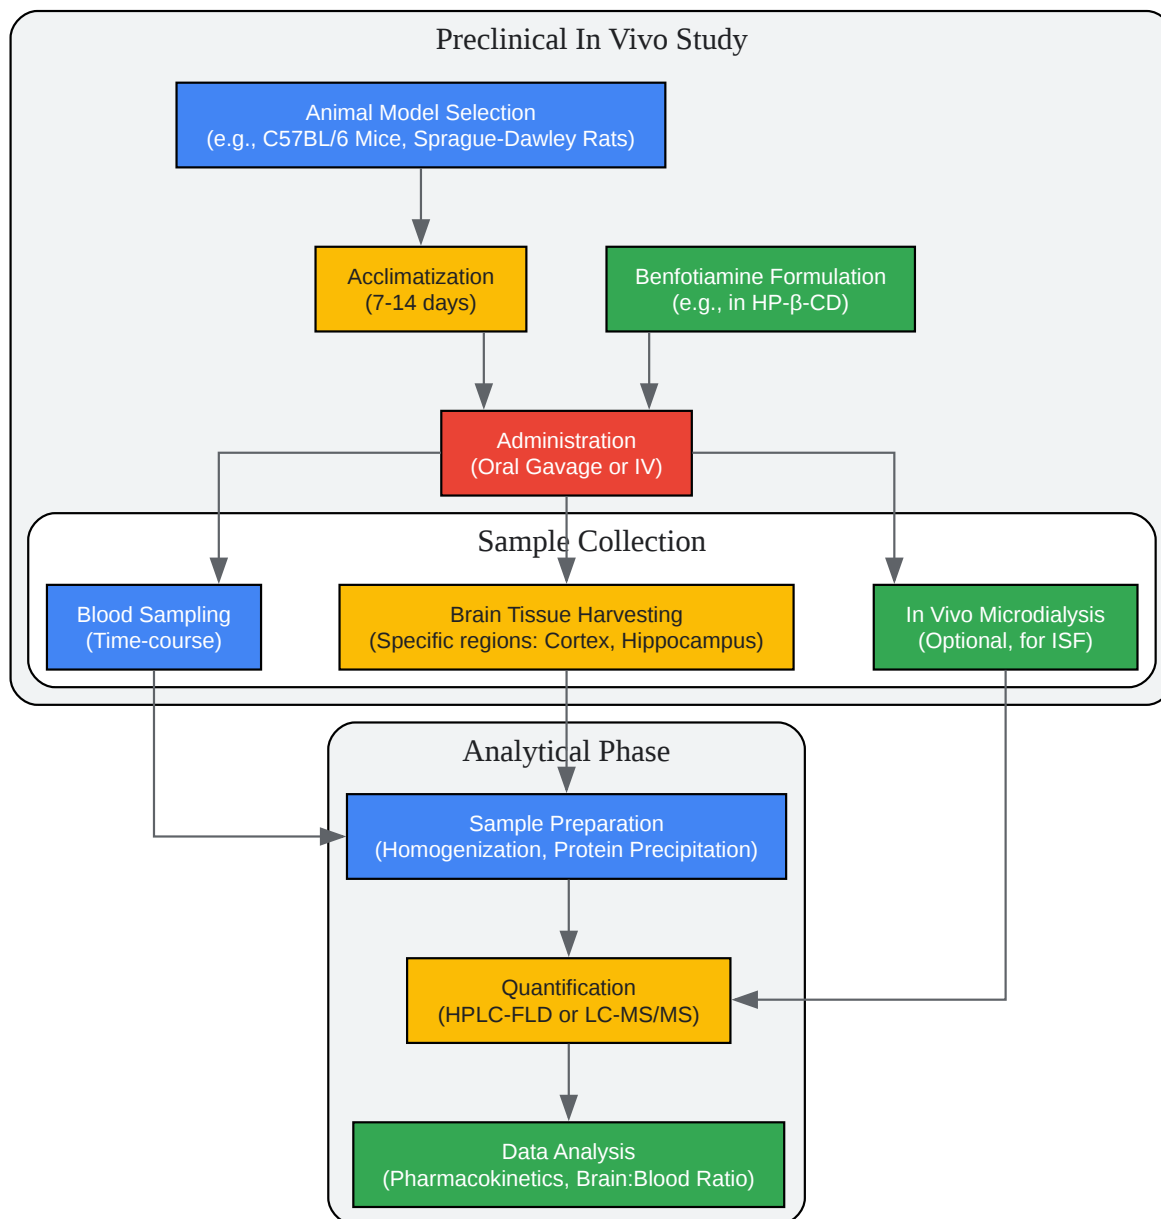 Preclinical In Vivo Study
Animal Model Selection
(e.g., C57BL/6 Mice, Sprague-Dawley Rats)
Acclimatization
(7-14 days)
Benfotiamine Formulation
(e.g., in HP-β-CD)
Administration
(Oral Gavage or IV)
Sample Collection
Blood Sampling
(Time-course)
Brain Tissue Harvesting
(Specific regions: Cortex, Hippocampus)
In Vivo Microdialysis
(Optional, for ISF)
Analytical Phase
Sample Preparation
(Homogenization, Protein Precipitation)
Quantification
(HPLC-FLD or LC-MS/MS)
Data Analysis
(Pharmacokinetics, Brain:Blood Ratio)